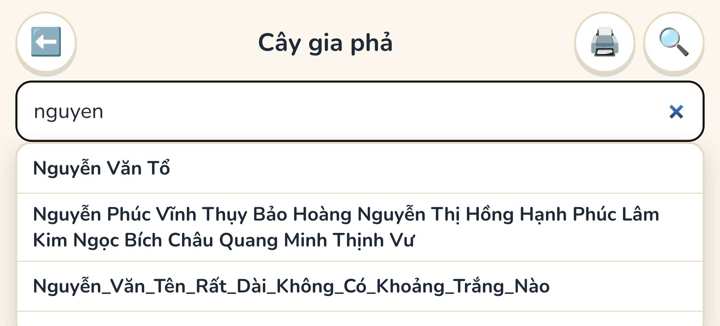 Cây gia phả
nguyen
Nguyễn Văn Tổ
Nguyễn Phúc Vĩnh Thụy Bảo Hoàng Nguyễn Thị Hồng Hạnh Phúc Lâm
Kim Ngọc Bích Châu Quang Minh Thịnh Vư
Nguyễn_Văn_Tên_Rất_Dài_Không_Có_Khoảng_Trắng_Nào